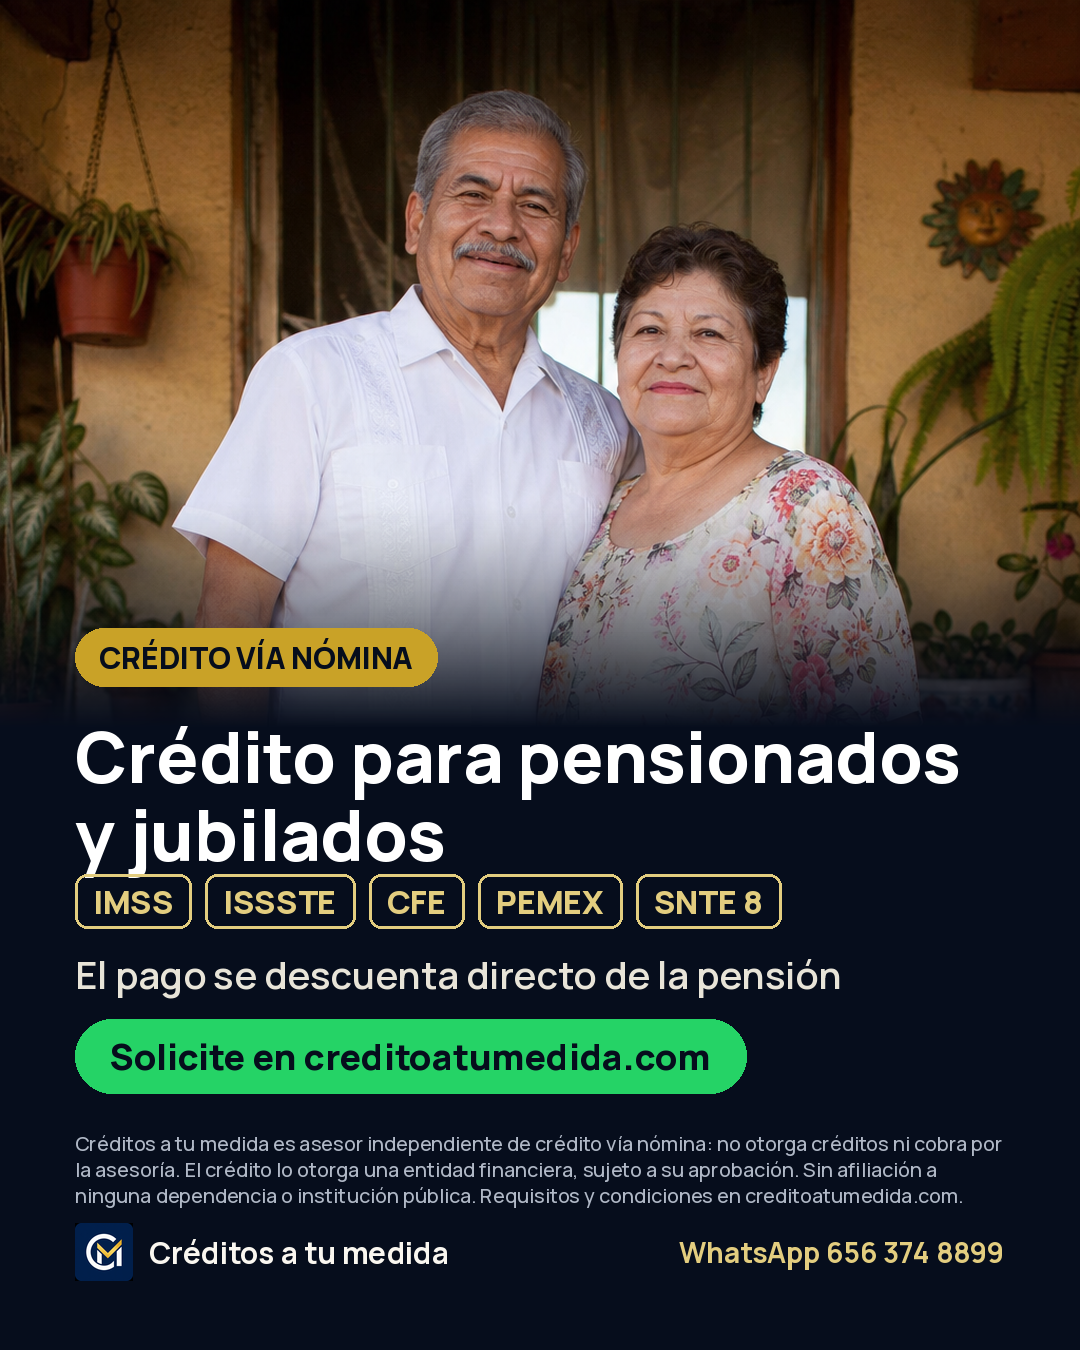 CRÉDITO VÍA NÓMINA
Crédito para pensionados
y jubilados
IMSS ISSSTE CFE PEMEX SNTE 8
El pago se descuenta directo de la pensión
Solicite en creditoatumedida.com
Créditos a tu medida es asesor independiente de crédito vía nómina: no otorga créditos ni cobra por
la asesoría. El crédito lo otorga una entidad financiera, sujeto a su aprobación. Sin afiliación a
ninguna dependencia o institución pública. Requisitos y condiciones en creditoatumedida.com.
Créditos a tu medida WhatsApp 656 374 8899